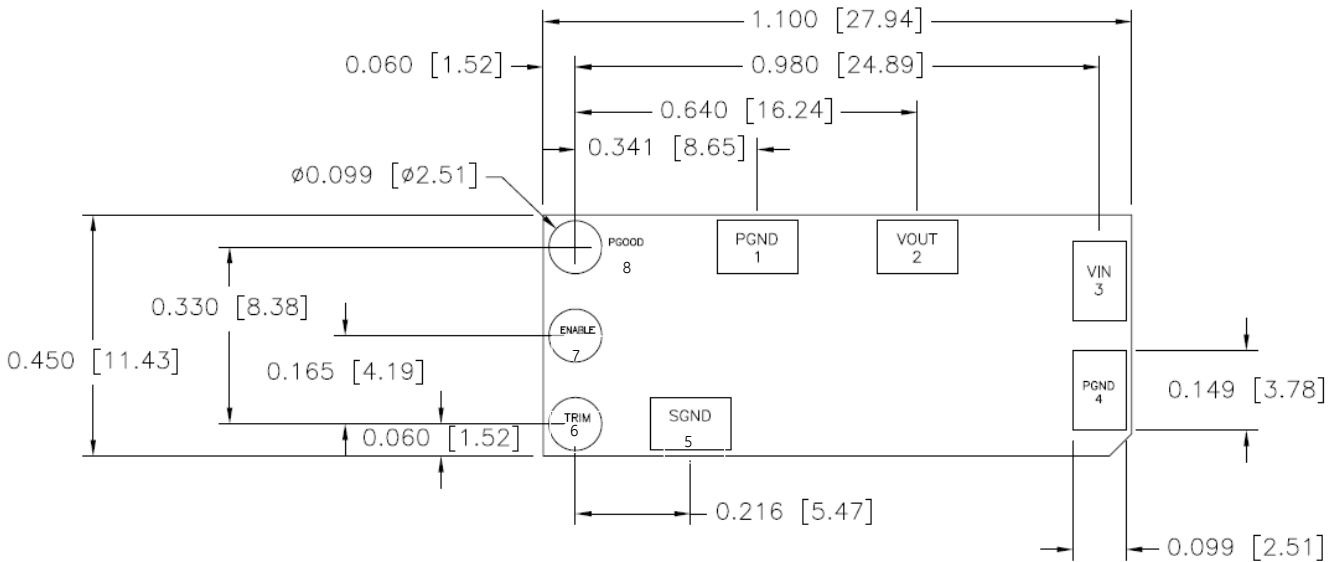 1.100 [27.94]
0.060 [1.52]
0.980 [24.89]
0.640 [16.24]
0.341 [8.65]
ø0.099 [ø2.51]
PGOOD
8
PGND
1
VOUT
2
VIN
3
0.330 [8.38]
ENABLE
7
0.450 [11.43]
0.165 [4.19]
PGND
4
0.149 [3.78]
TRIM
6
SGND
5
0.060 [1.52]
0.216 [5.47]
0.099 [2.51]